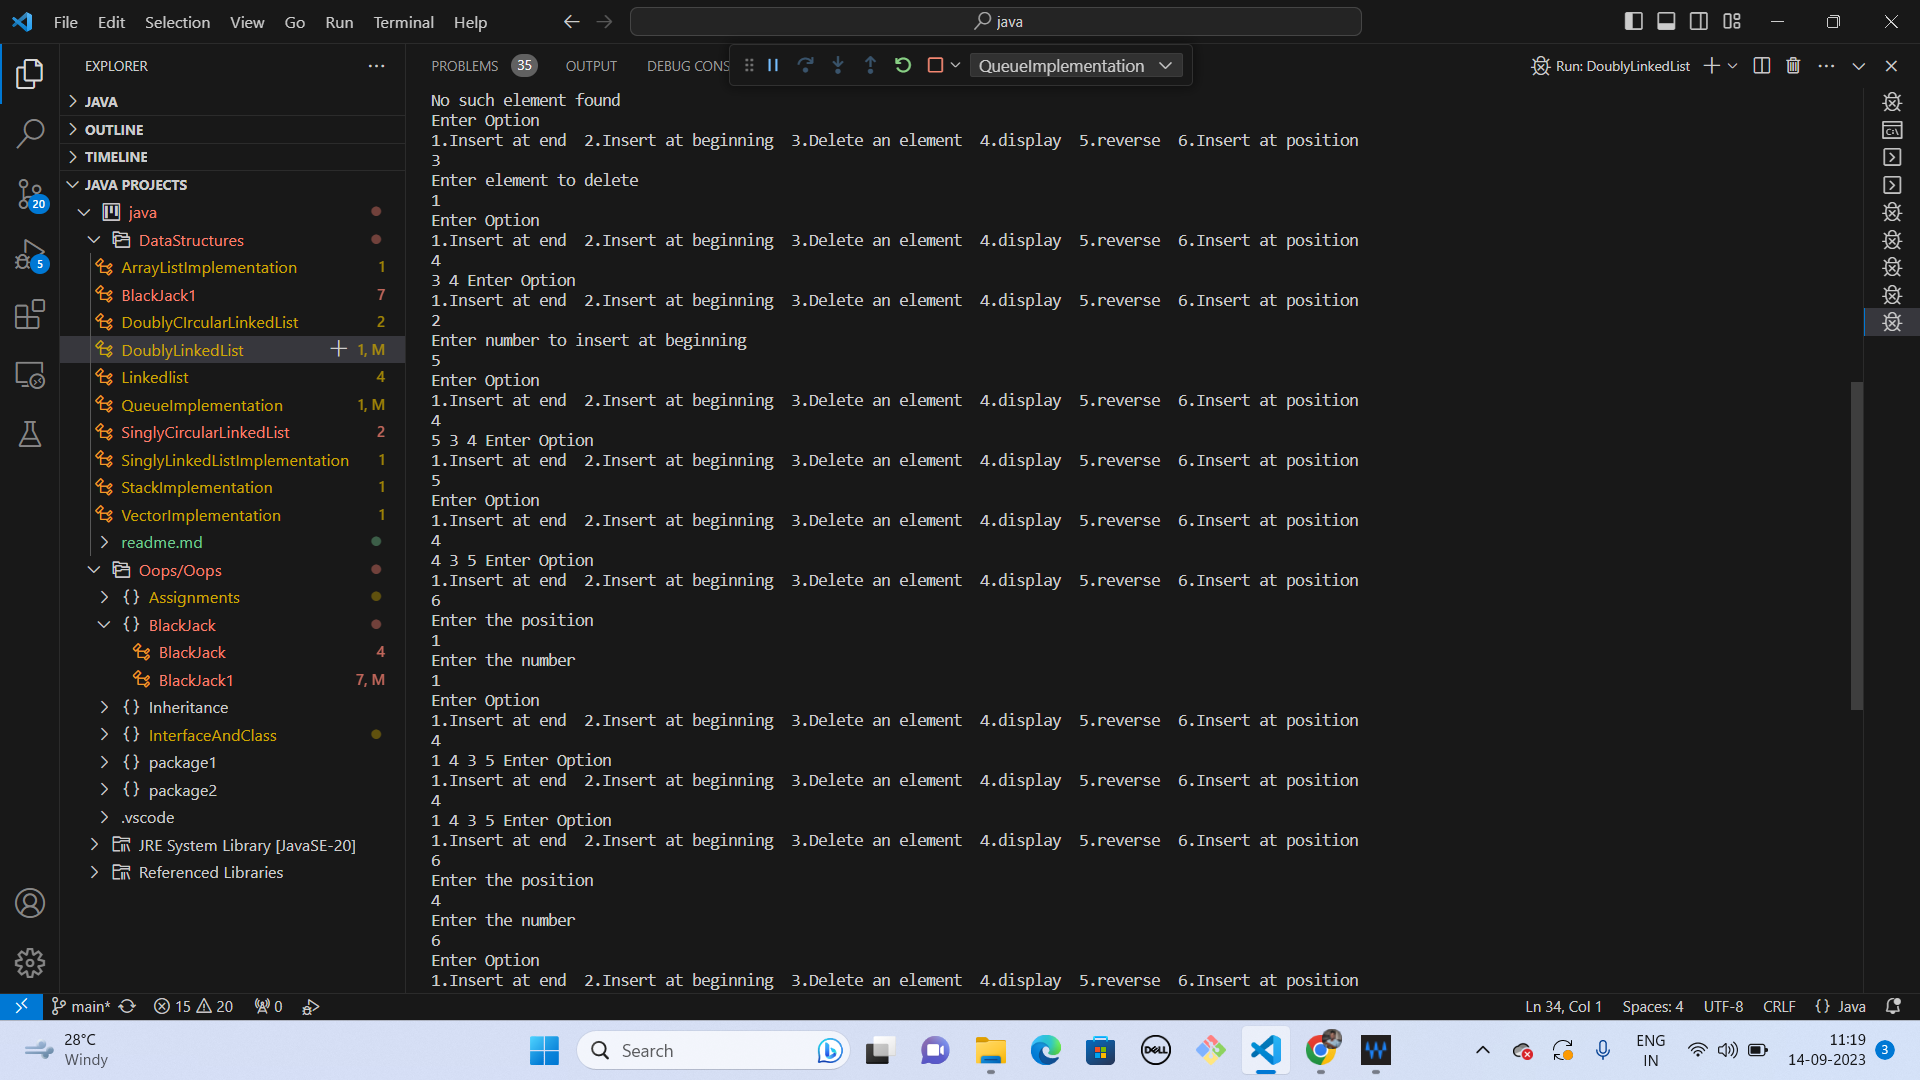 File Edit Selection View Go Run Terminal Help
java
EXPLORER
JAVA
OUTLINE
TIMELINE
JAVA PROJECTS
java
DataStructures
ArrayListImplementation 1
BlackJack1 7
DoublyCIrcularLinkedList 2
DoublyLinkedList 1, M
Linkedlist 4
QueueImplementation 1, M
SinglyCircularLinkedList 2
SinglyLinkedListImplementation 1
StackImplementation 1
VectorImplementation 1
readme.md
Oops/Oops
Assignments
BlackJack
BlackJack 4
BlackJack1 7, M
Inheritance
InterfaceAndClass
package1
package2
.vscode
JRE System Library [JavaSE-20]
Referenced Libraries
20
5
PROBLEMS 35 OUTPUT DEBUG CONS
QueueImplementation
Run: DoublyLinkedList
No such element found
Enter Option
1.Insert at end  2.Insert at beginning  3.Delete an element  4.display  5.reverse  6.Insert at position
3
Enter element to delete
1
Enter Option
1.Insert at end  2.Insert at beginning  3.Delete an element  4.display  5.reverse  6.Insert at position
4
3 4 Enter Option
1.Insert at end  2.Insert at beginning  3.Delete an element  4.display  5.reverse  6.Insert at position
2
Enter number to insert at beginning
5
Enter Option
1.Insert at end  2.Insert at beginning  3.Delete an element  4.display  5.reverse  6.Insert at position
4
5 3 4 Enter Option
1.Insert at end  2.Insert at beginning  3.Delete an element  4.display  5.reverse  6.Insert at position
5
Enter Option
1.Insert at end  2.Insert at beginning  3.Delete an element  4.display  5.reverse  6.Insert at position
4
4 3 5 Enter Option
1.Insert at end  2.Insert at beginning  3.Delete an element  4.display  5.reverse  6.Insert at position
6
Enter the position
1
Enter the number
1
Enter Option
1.Insert at end  2.Insert at beginning  3.Delete an element  4.display  5.reverse  6.Insert at position
4
1 4 3 5 Enter Option
1.Insert at end  2.Insert at beginning  3.Delete an element  4.display  5.reverse  6.Insert at position
4
1 4 3 5 Enter Option
1.Insert at end  2.Insert at beginning  3.Delete an element  4.display  5.reverse  6.Insert at position
6
Enter the position
4
Enter the number
6
Enter Option
1.Insert at end  2.Insert at beginning  3.Delete an element  4.display  5.reverse  6.Insert at position
main* 15 20 0
Ln 34, Col 1 Spaces: 4 UTF-8 CRLF {} Java
28°C
Windy
Search
DELL
ENG
IN
11:19
14-09-2023
3